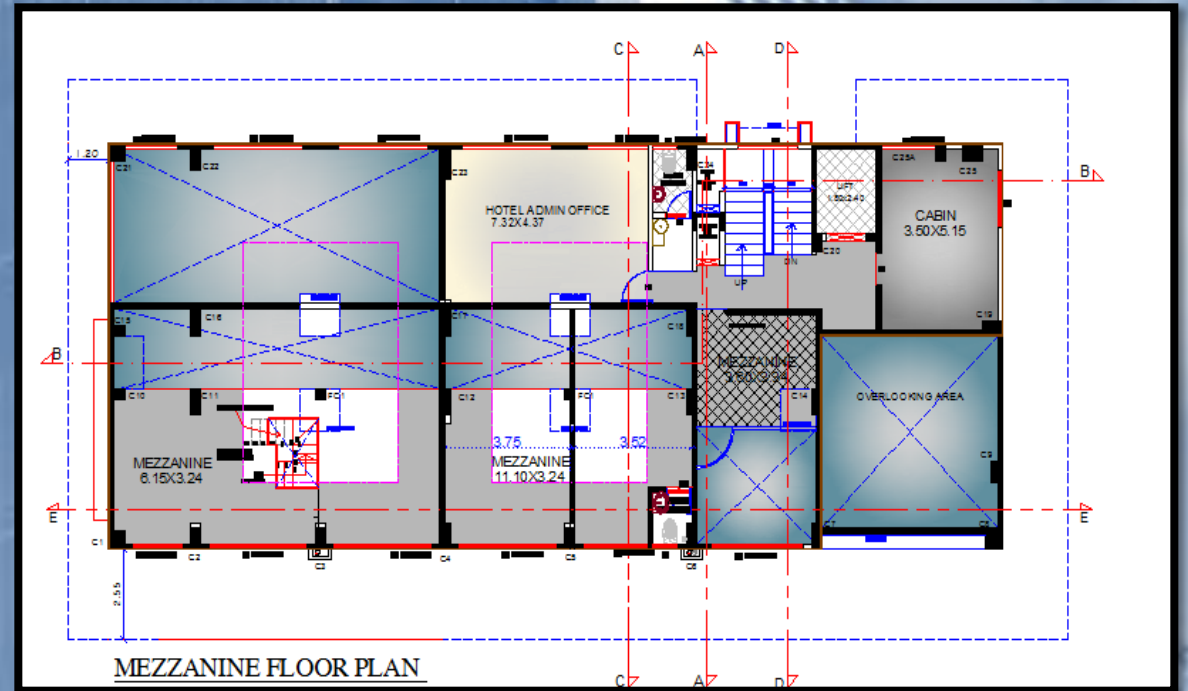 C
A
D
1.20
C21
C22
C23
C24
C25A
C25
B
HOTEL ADMIN OFFICE
7.32X4.37
LIFT
CABIN
3.50X5.15
C20
UP
DN
C15
C16
C17
C18
C19
B
MEZZANINE
OVERLOOKING AREA
C10
C11
FC1
C12
FC1
C13
C14
3.75
3.52
MEZZANINE
6.15X3.24
MEZZANINE
11.10X3.24
C9
E
E
C1
C2
C3
C4
C5
C6
C7
2.55
MEZZANINE FLOOR PLAN
C
A
D